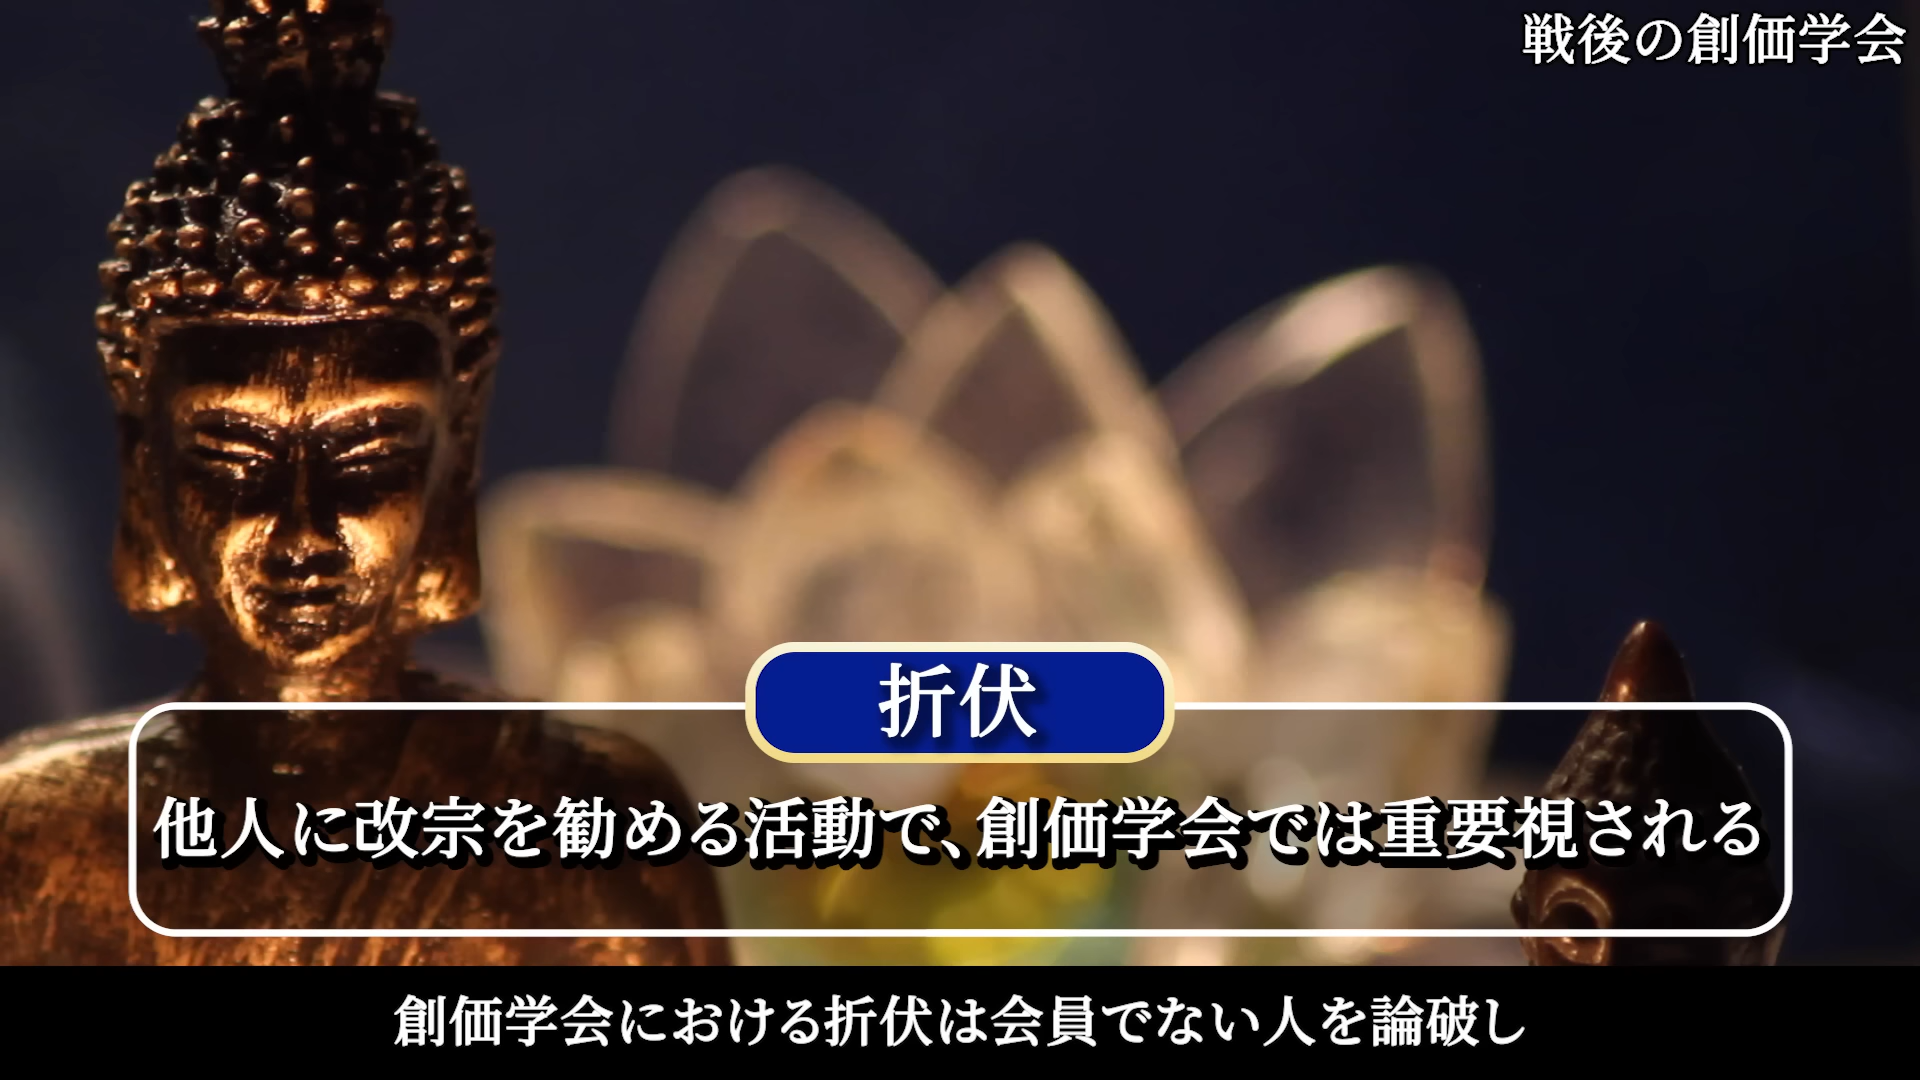 戦後の創価学会
折伏
他人に改宗を勧める活動で、創価学会では重要視される
創価学会における折伏は会員でない人を論破し